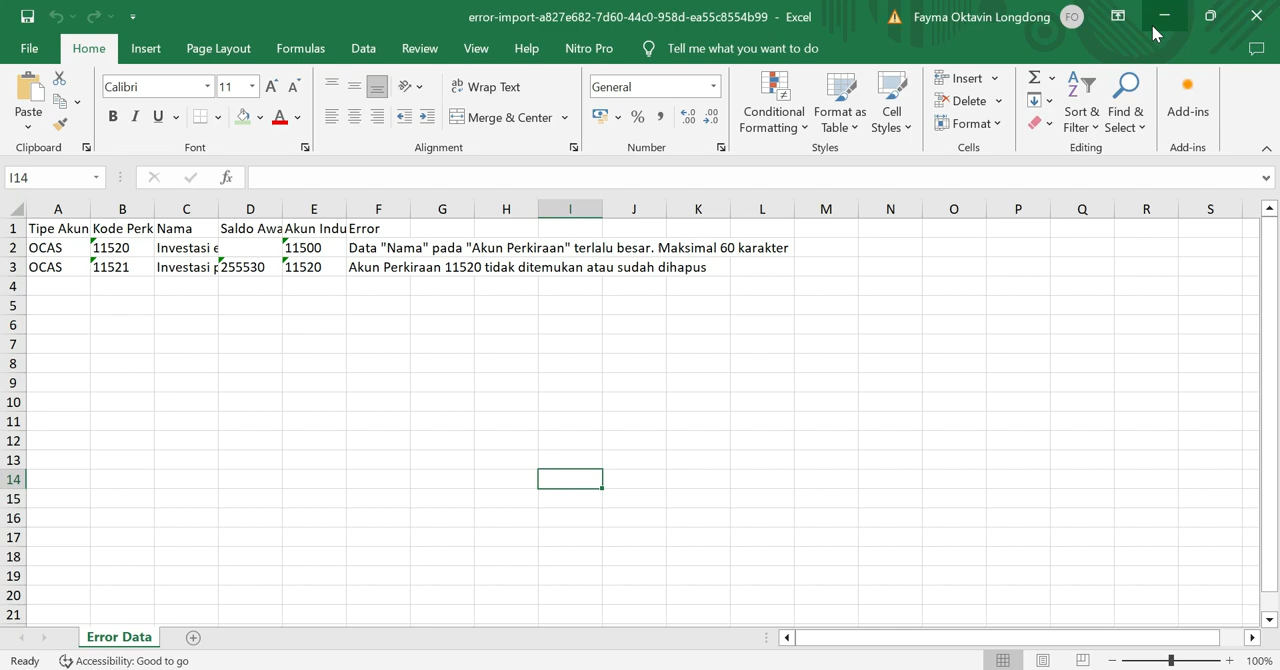 error-import-a827e682-7d60-44c0-958d-ea55c8554b99 - Excel
Fayma Oktavin Longdong FO
File Home Insert Page Layout Formulas Data Review View Help Nitro Pro Tell me what you want to do
Paste
Clipboard
Calibri 11
B I U
Font
Wrap Text
Merge & Center
Alignment
General
Number
Conditional Formatting
Format as Table
Cell Styles
Styles
Insert
Delete
Format
Cells
Sort & Filter
Find & Select
Editing
Add-ins
Add-ins
I14
fx
A B C D E F G H I J K L M N O P Q R S
1 Tipe Akun Kode Perk Nama Saldo Awa Akun Indu Error
2 OCAS 11520 Investasi e 11500 Data "Nama" pada "Akun Perkiraan" terlalu besar. Maksimal 60 karakter
3 OCAS 11521 Investasi p 255530 11520 Akun Perkiraan 11520 tidak ditemukan atau sudah dihapus
4
5
6
7
8
9
10
11
12
13
14
15
16
17
18
19
20
21
Error Data
Ready Accessibility: Good to go 100%